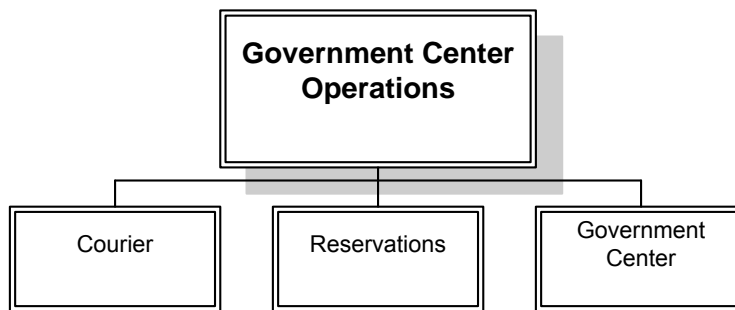 Government Center
Operations
Courier
Reservations
Government
Center